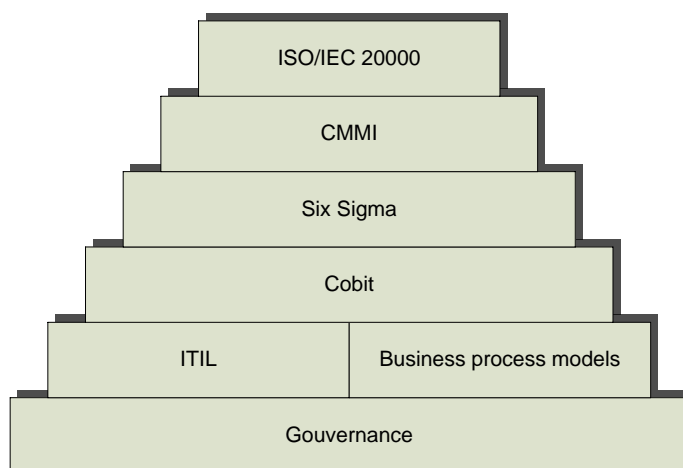 ISO/IEC 20000
CMMI
Six Sigma
Cobit
ITIL
Business process models
Gouvernance